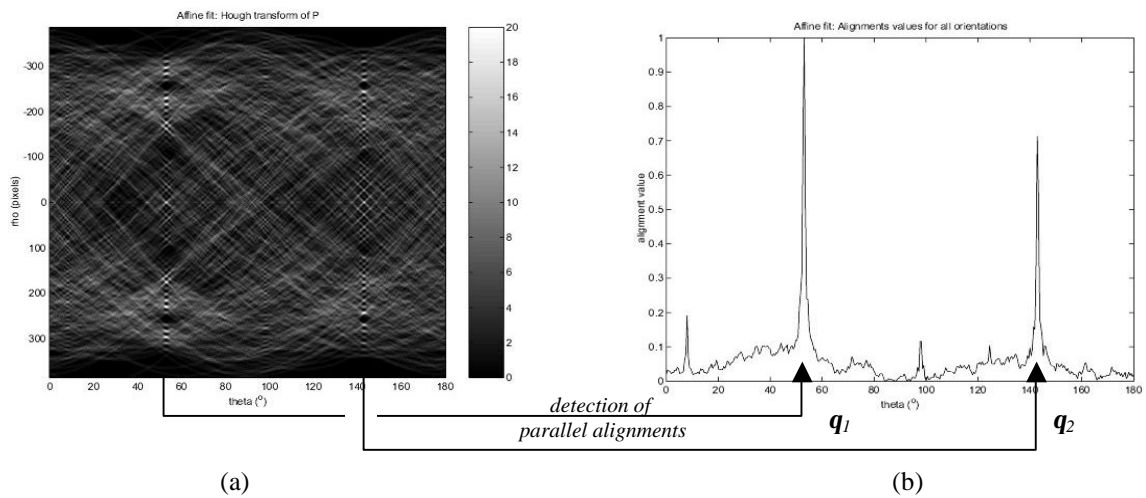 Affine fit: Hough transform of P
-300
-200
-100
0
100
200
300
rho (pixels)
0 20 40 60 80 100 120 140 160 180
theta (°)
20
18
16
14
12
10
8
6
4
2
0
Affine fit: Alignments values for all orientations
1
0.9
0.8
0.7
0.6
0.5
0.4
0.3
0.2
0.1
0
alignment value
0 20 40 60 80 100 120 140 160 180
theta (°)
detection of
parallel alignments
q1
q2
(a)
(b)